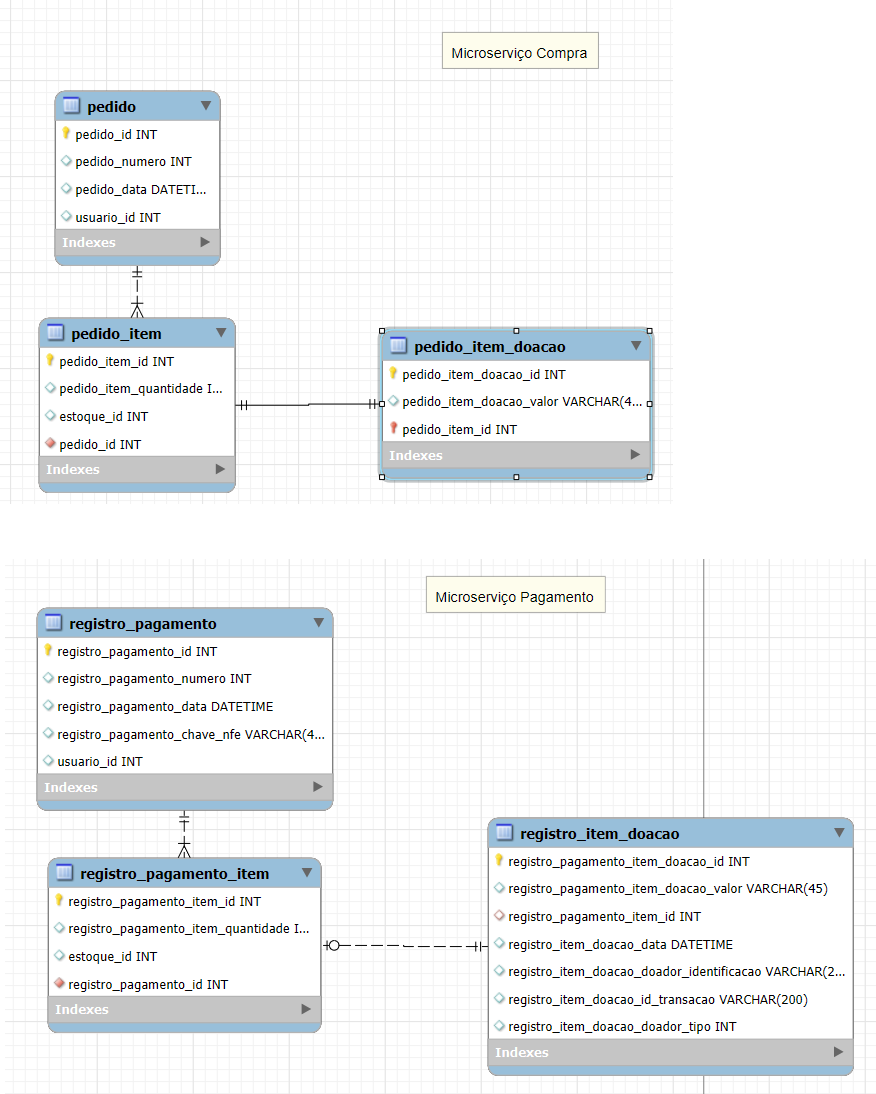 Microserviço Compra
pedido
pedido_id INT
pedido_numero INT
pedido_data DATETI...
usuario_id INT
Indexes
pedido_item
pedido_item_id INT
pedido_item_quantidade I...
estoque_id INT
pedido_id INT
Indexes
pedido_item_doacao
pedido_item_doacao_id INT
pedido_item_doacao_valor VARCHAR(4...
pedido_item_id INT
Indexes
Microserviço Pagamento
registro_pagamento
registro_pagamento_id INT
registro_pagamento_numero INT
registro_pagamento_data DATETIME
registro_pagamento_chave_nfe VARCHAR(4...
usuario_id INT
Indexes
registro_pagamento_item
registro_pagamento_item_id INT
registro_pagamento_item_quantidade I...
estoque_id INT
registro_pagamento_id INT
Indexes
registro_item_doacao
registro_pagamento_item_doacao_id INT
registro_pagamento_item_doacao_valor VARCHAR(45)
registro_pagamento_item_id INT
registro_item_doacao_data DATETIME
registro_item_doacao_doador_identificacao VARCHAR(2...
registro_item_doacao_id_transacao VARCHAR(200)
registro_item_doacao_doador_tipo INT
Indexes